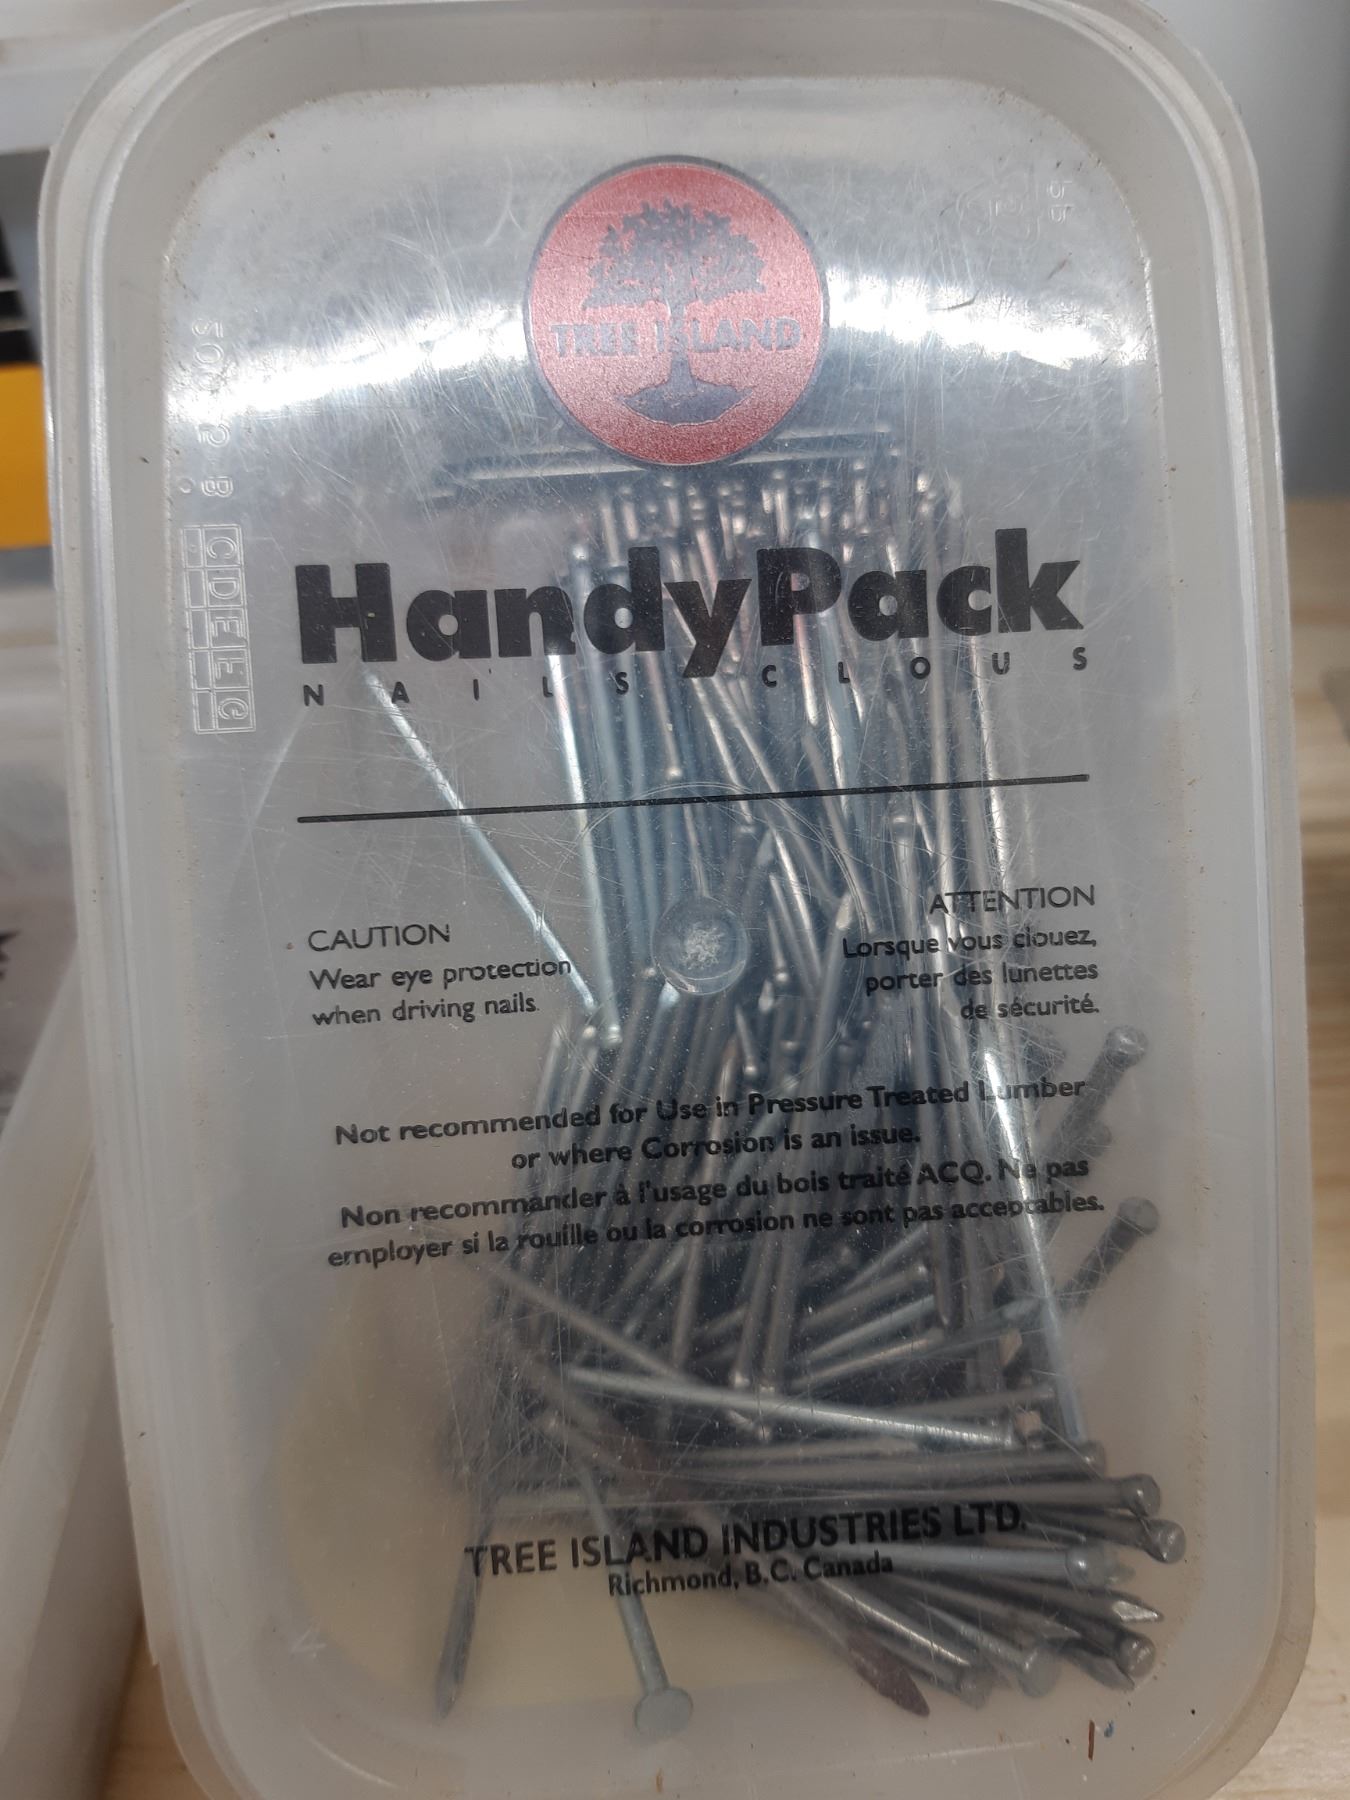 TREE ISLAND
HandyPack
NAILS CLOUS
CAUTION
Wear eye protection
when driving nails.
ATTENTION
Lorsque vous clouez,
porter des lunettes
de sécurité.
Not recommended for Use in Pressure Treated Lumber
or where Corrosion is an issue.
Non recommander à l'usage du bois traité ACQ. Ne pas
employer si la rouille ou la corrosion ne sont pas acceptables.
TREE ISLAND INDUSTRIES LTD.
Richmond, B.C. Canada